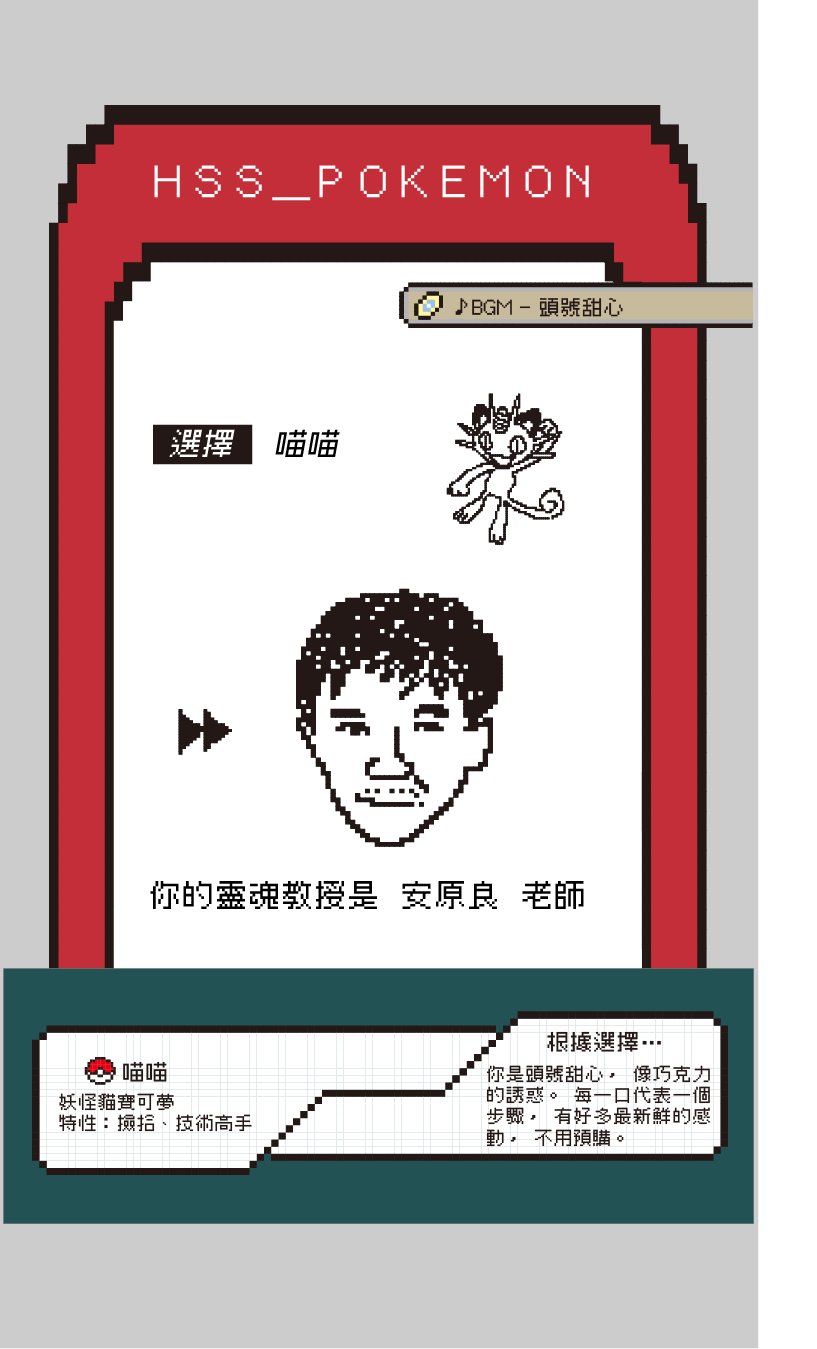 HSS_POKEMON
♪BGM - 頭號甜心
選擇 喵喵
你的靈魂教授是 安原良 老師
喵喵
妖怪貓寶可夢
特性：撿拾、技術高手
根據選擇…
你是頭號甜心， 像巧克力
的誘惑。 每一口代表一個
步驟， 有好多最新鮮的感
動， 不用預購。